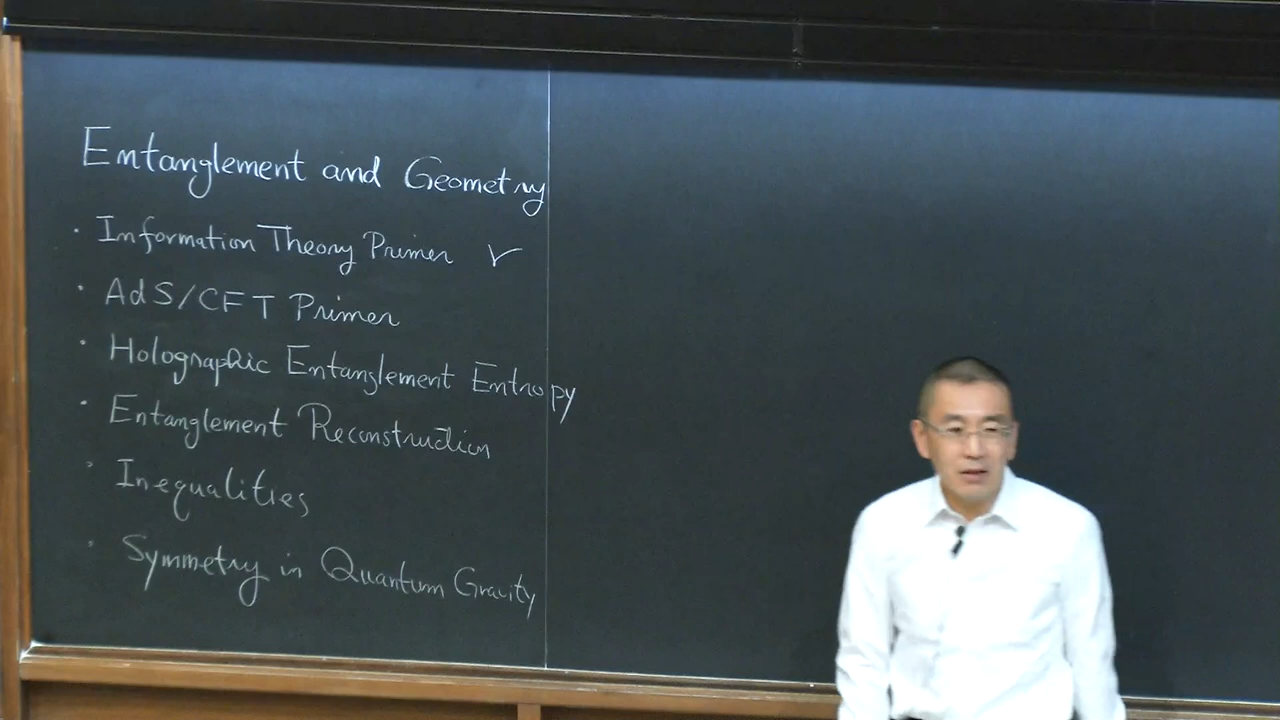 Entanglement and Geometry
· Information Theory Primer ✓
· AdS/CFT Primer
· Holographic Entanglement Entropy
· Entanglement Reconstruction
· Inequalities
· Symmetry in Quantum Gravity